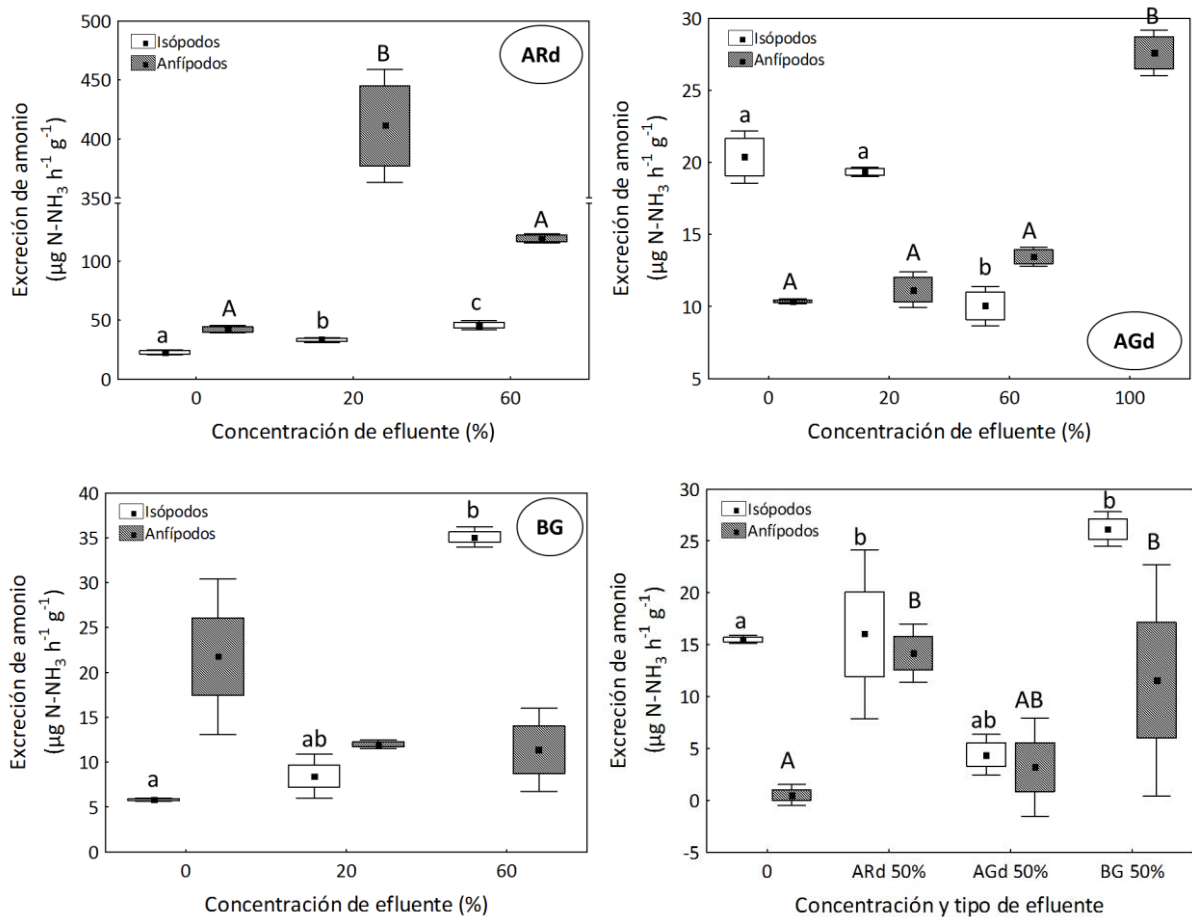 500
450
400
350
100
50
0
Excreción de amonio
(µg N-NH₃ h⁻¹ g⁻¹)
Isópodos
Anfípodos
ARd
a
A
b
B
c
A
0 20 60
Concentración de efluente (%)
30
25
20
15
10
5
Excreción de amonio
(µg N-NH₃ h⁻¹ g⁻¹)
Isópodos
Anfípodos
AGd
a
A
a
A
b
A
B
0 20 60 100
Concentración de efluente (%)
40
35
30
25
20
15
10
5
0
Excreción de amonio
(µg N-NH₃ h⁻¹ g⁻¹)
Isópodos
Anfípodos
BG
a
ab
b
0 20 60
Concentración de efluente (%)
30
25
20
15
10
5
0
-5
Excreción de amonio
(µg N-NH₃ h⁻¹ g⁻¹)
Isópodos
Anfípodos
a
A
b
B
ab
AB
b
B
0 ARd 50% AGd 50% BG 50%
Concentración y tipo de efluente